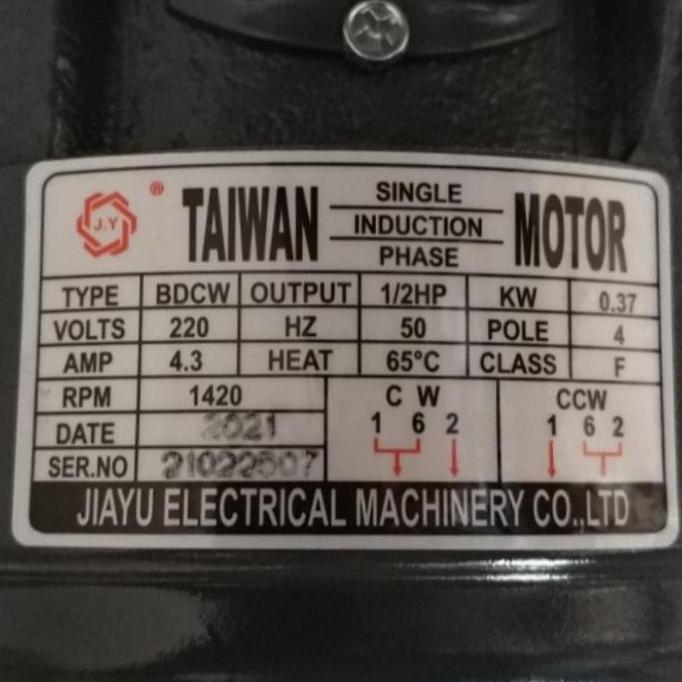 J.Y ®
TAIWAN SINGLE INDUCTION PHASE MOTOR
TYPE BDCW OUTPUT 1/2HP KW 0.37
VOLTS 220 HZ 50 POLE 4
AMP 4.3 HEAT 65°C CLASS F
RPM 1420 C W CCW
1 6 2 1 6 2
DATE 2021
SER.NO 21022507
JIAYU ELECTRICAL MACHINERY CO.,LTD